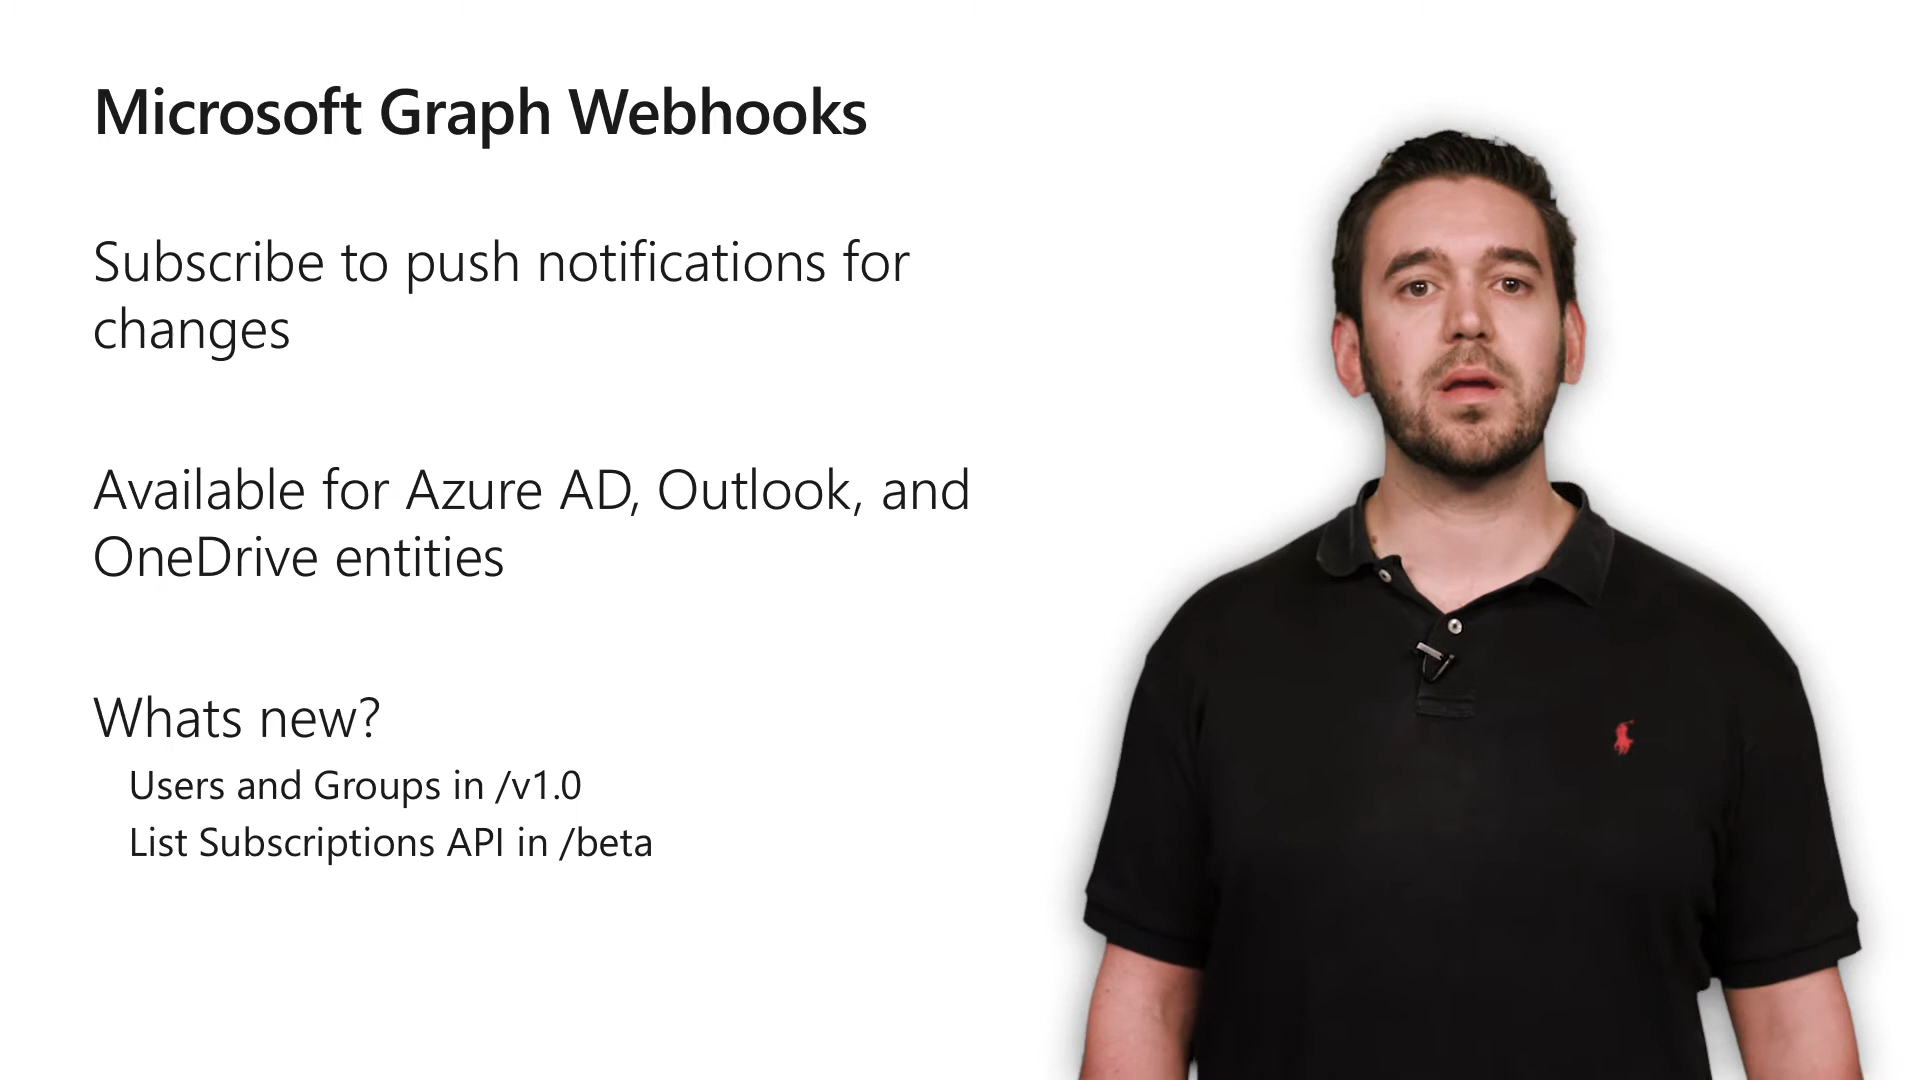 Microsoft Graph Webhooks
Subscribe to push notifications for
changes
Available for Azure AD, Outlook, and
OneDrive entities
Whats new?
Users and Groups in /v1.0
List Subscriptions API in /beta